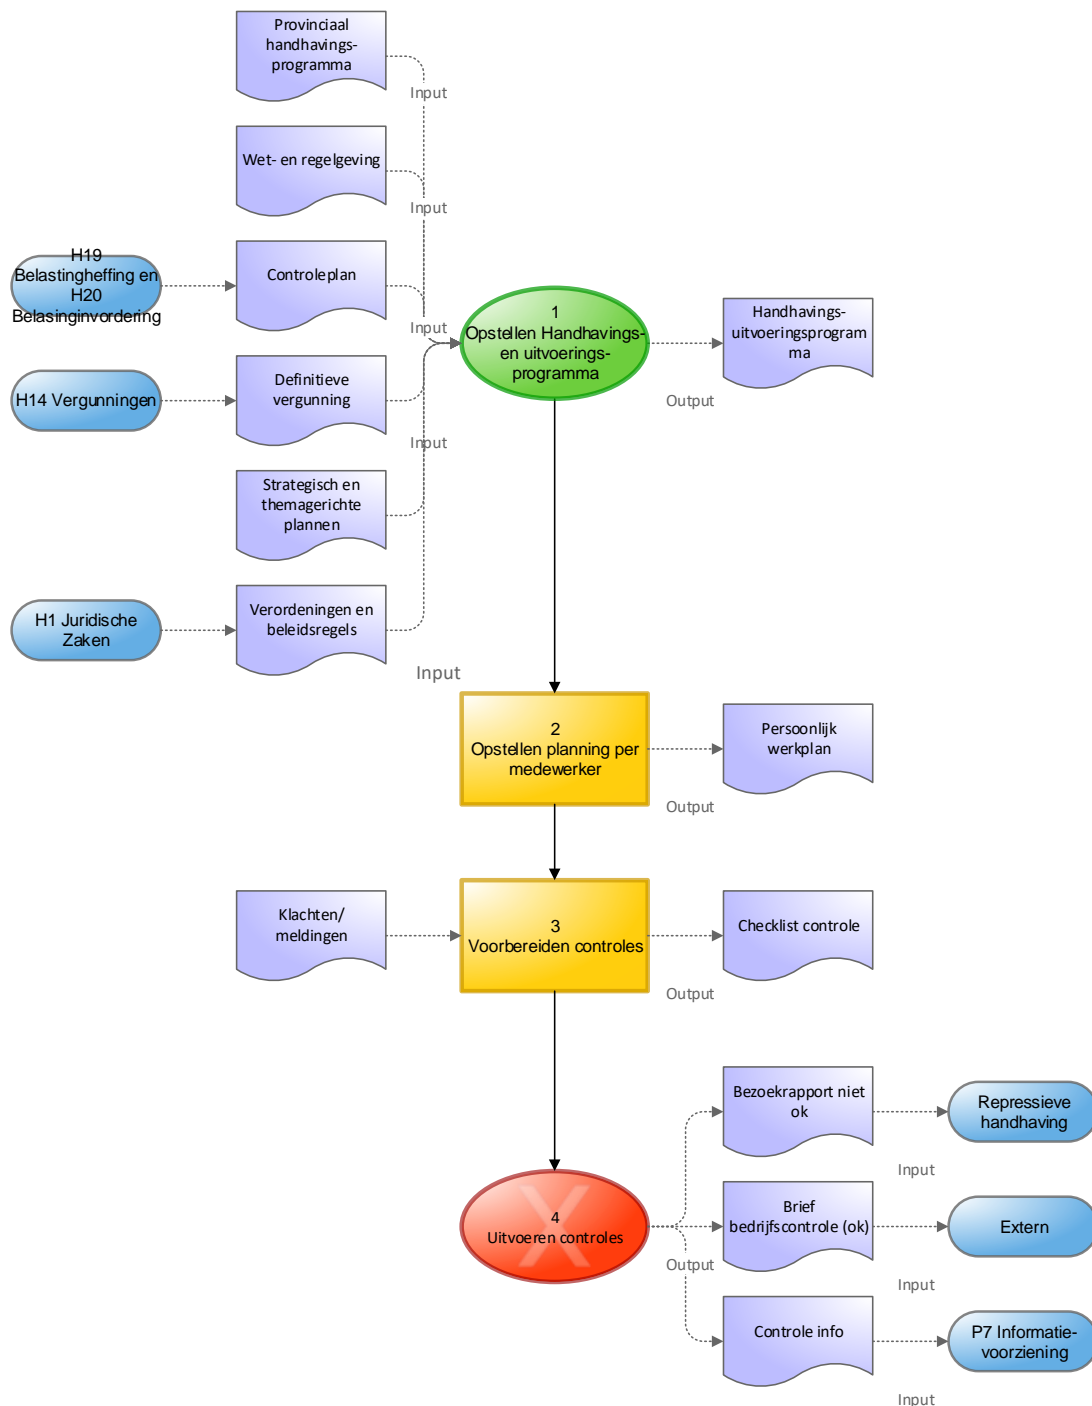 Provinciaal
handhavings-
programma
Input
Wet- en regelgeving
Input
H19
Belastingheffing en
H20
Belasinginvordering
Controleplan
Input
1
Opstellen Handhavings-
en uitvoerings-
programma
Handhavings-
uitvoeringsprogram
ma
Output
H14 Vergunningen
Definitieve
vergunning
Input
Strategisch en
themagerichte
plannen
H1 Juridische
Zaken
Verordeningen en
beleidsregels
Input
2
Opstellen planning per
medewerker
Persoonlijk
werkplan
Output
Klachten/
meldingen
3
Voorbereiden controles
Checklist controle
Output
Bezoekrapport niet
ok
Repressieve
handhaving
Input
4
Uitvoeren controles
X
Brief
bedrijfscontrole (ok)
Extern
Output
Input
Controle info
P7 Informatie-
voorziening
Input